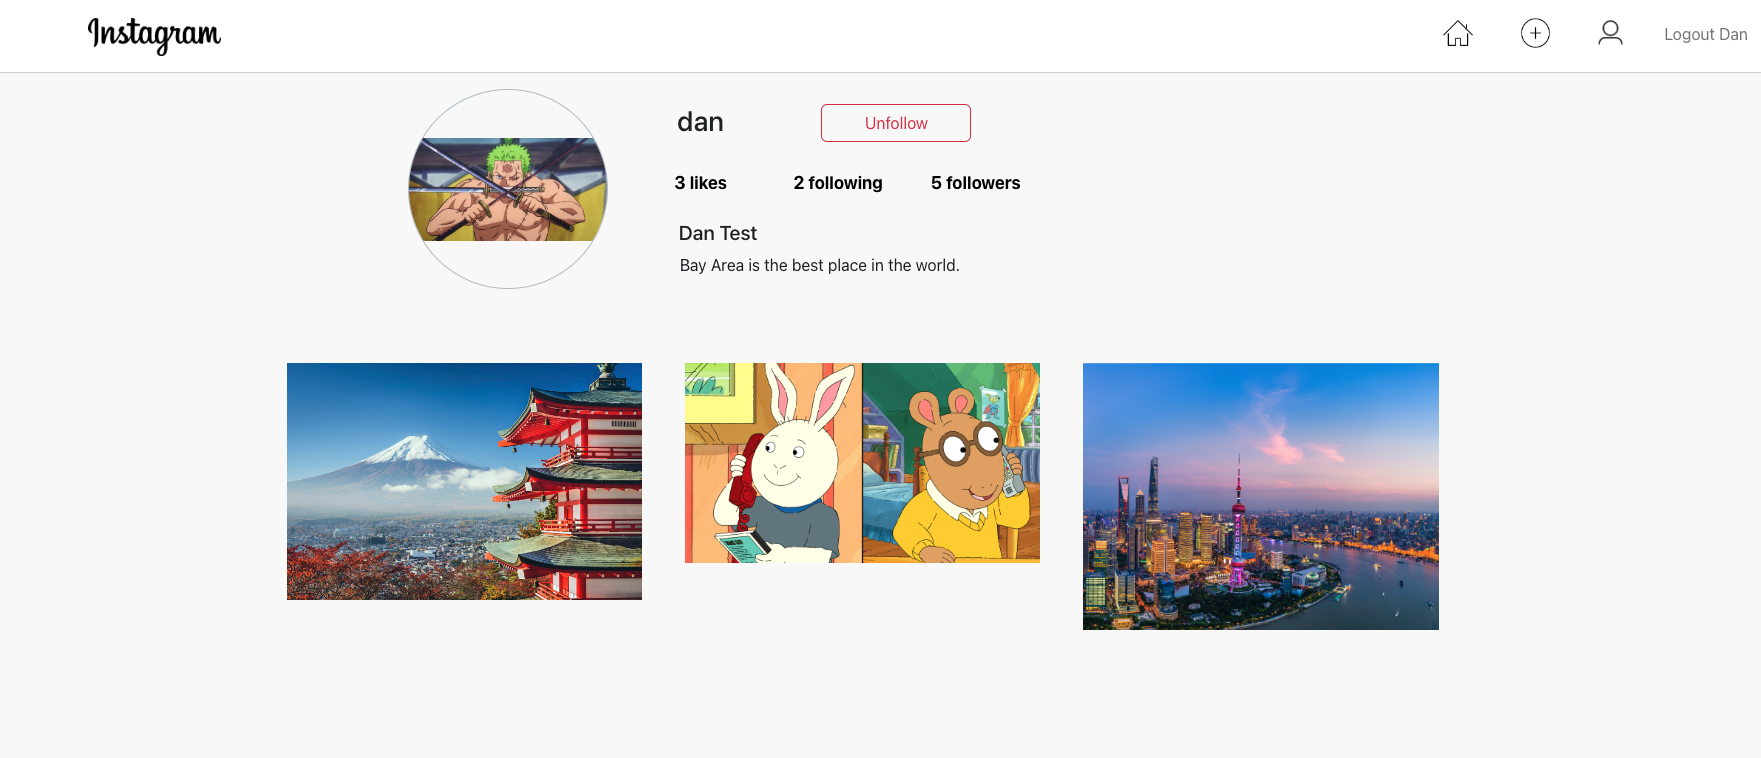 Instagram
Logout Dan
dan
Unfollow
3 likes
2 following
5 followers
Dan Test
Bay Area is the best place in the world.